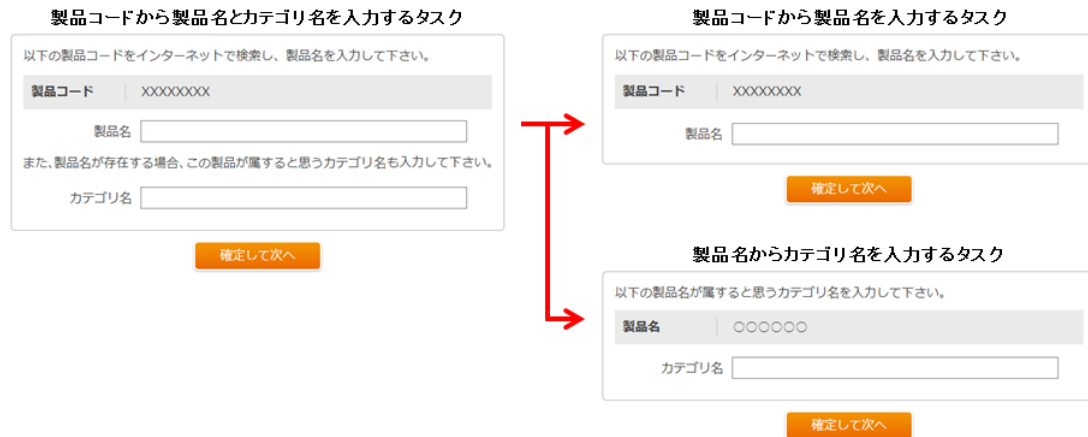 製品コードから製品名とカテゴリ名を入力するタスク
以下の製品コードをインターネットで検索し、製品名を入力して下さい。
製品コード XXXXXXXX
製品名
また、製品名が存在する場合、この製品が属すると思うカテゴリ名も入力して下さい。
カテゴリ名
確定して次へ
製品コードから製品名を入力するタスク
以下の製品コードをインターネットで検索し、製品名を入力して下さい。
製品コード XXXXXXXX
製品名
確定して次へ
製品名からカテゴリ名を入力するタスク
以下の製品名が属すると思うカテゴリ名を入力して下さい。
製品名 ○○○○○○
カテゴリ名
確定して次へ